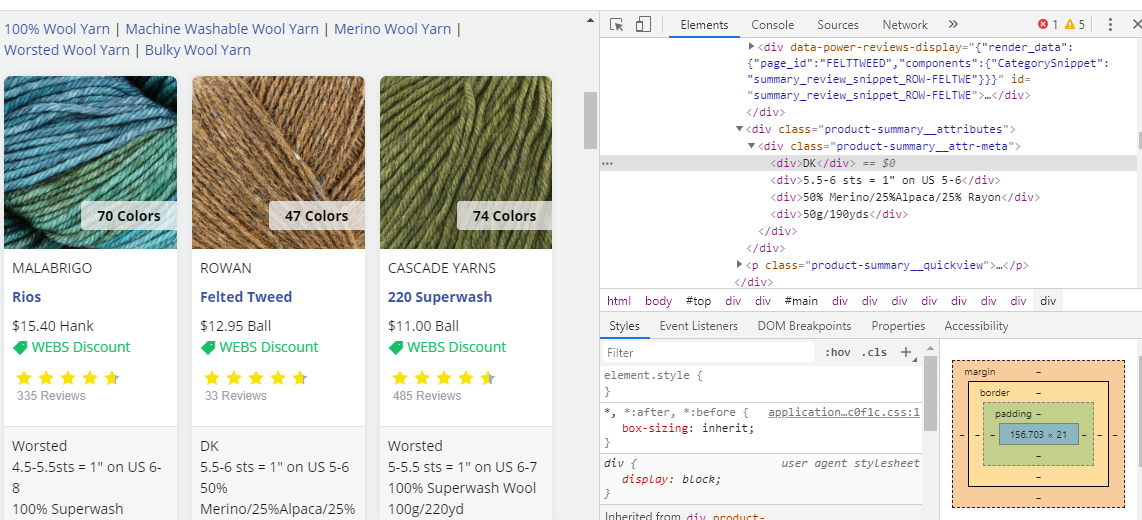 100% Wool Yarn | Machine Washable Wool Yarn | Merino Wool Yarn |
Worsted Wool Yarn | Bulky Wool Yarn
70 Colors
MALABRIGO
Rios
$15.40 Hank
WEBS Discount
335 Reviews
Worsted
4.5-5.5sts = 1" on US 6-
8
100% Superwash
47 Colors
ROWAN
Felted Tweed
$12.95 Ball
WEBS Discount
33 Reviews
DK
5.5-6 sts = 1" on US 5-6
50%
Merino/25%Alpaca/25%
74 Colors
CASCADE YARNS
220 Superwash
$11.00 Ball
WEBS Discount
485 Reviews
Worsted
5-5.5 sts = 1" on US 6-7
100% Superwash Wool
100g/220yd
Elements Console Sources Network » 1 5
<div data-power-reviews-display="{"render_data":
{"page_id":"FELTTWEED","components":{"CategorySnippet":
"summary_review_snippet_ROW-FELTWE"}}}" id=
"summary_review_snippet_ROW-FELTWE">…</div>
</div>
<div class="product-summary__attributes">
<div class="product-summary__attr-meta">
… <div>DK</div> == $0
<div>5.5-6 sts = 1" on US 5-6</div>
<div>50% Merino/25%Alpaca/25% Rayon</div>
<div>50g/190yds</div>
</div>
</div>
<p class="product-summary__quickview">…</p>
</div>
html body #top div div #main div div div div div div div
Styles Event Listeners DOM Breakpoints Properties Accessibility
Filter :hov .cls +
element.style {
}
*, *:after, *:before { application…c0f1c.css:1
box-sizing: inherit;
}
div { user agent stylesheet
display: block;
}
Inherited from div.product-
margin –
border –
padding –
– – – 156.703 × 21 – – –
–
–
–